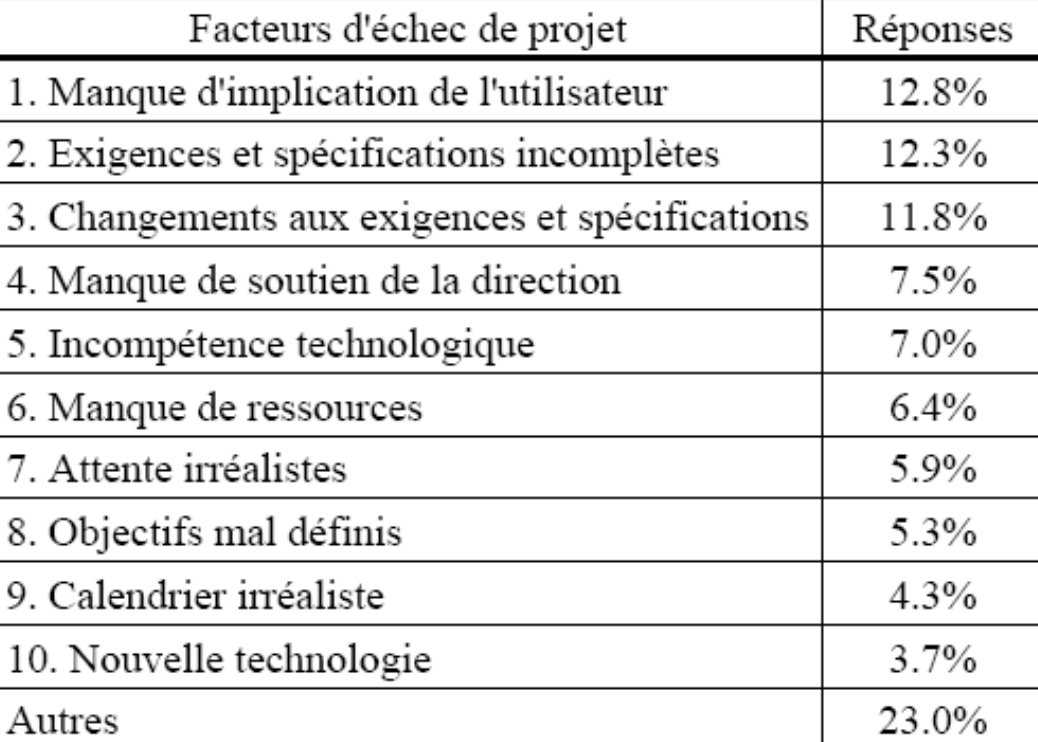 Facteurs d'échec de projet Réponses
1. Manque d'implication de l'utilisateur 12.8%
2. Exigences et spécifications incomplètes 12.3%
3. Changements aux exigences et spécifications 11.8%
4. Manque de soutien de la direction 7.5%
5. Incompétence technologique 7.0%
6. Manque de ressources 6.4%
7. Attente irréalistes 5.9%
8. Objectifs mal définis 5.3%
9. Calendrier irréaliste 4.3%
10. Nouvelle technologie 3.7%
Autres 23.0%